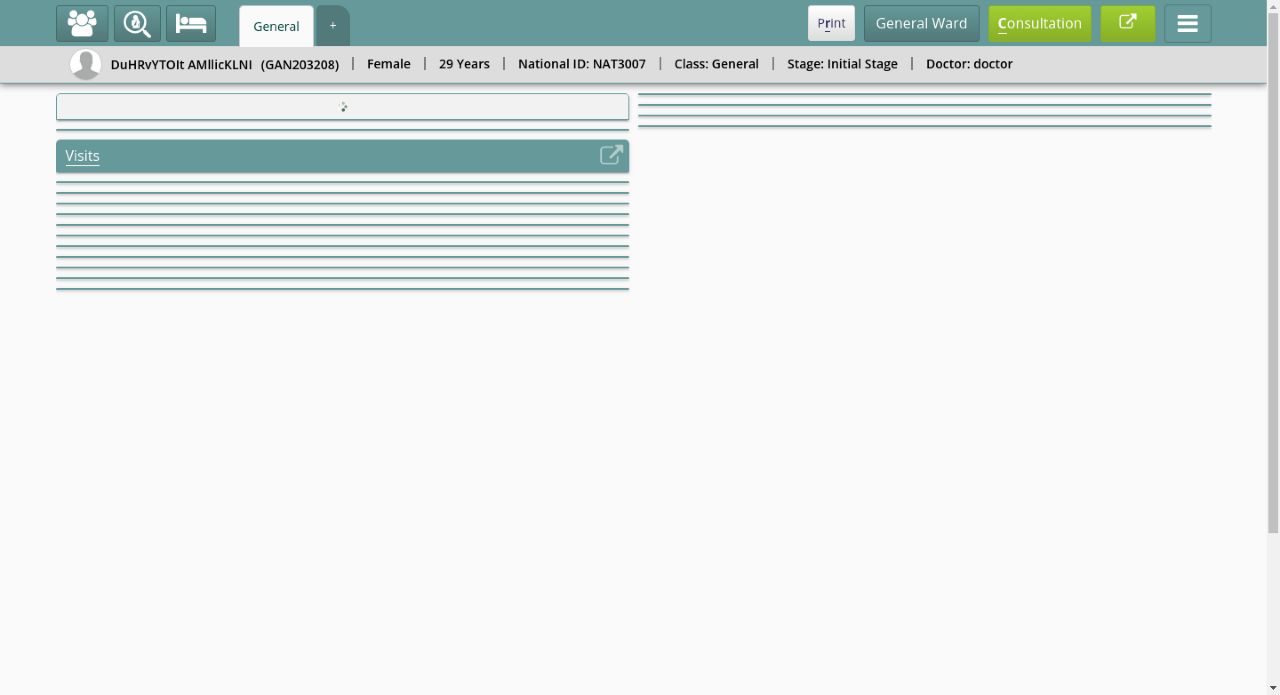 General
+
Print
General Ward
Consultation
DuHRvYTOIt AMllicKLNI (GAN203208) | Female | 29 Years | National ID: NAT3007 | Class: General | Stage: Initial Stage | Doctor: doctor
Visits